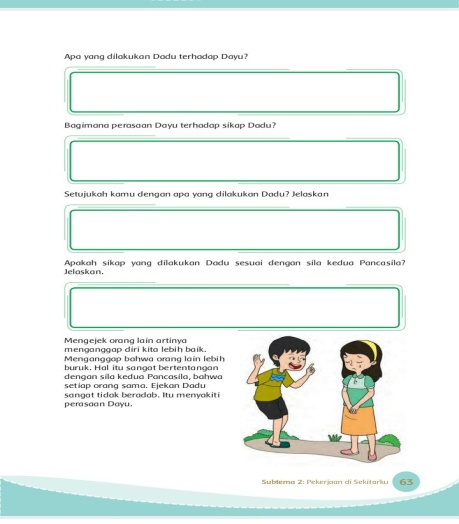 Apa yang dilakukan Dadu terhadap Dayu?
Bagimana perasaan Dayu terhadap sikap Dadu?
Setujukah kamu dengan apa yang dilakukan Dadu? Jelaskan
Apakah sikap yang dilakukan Dadu sesuai dengan sila kedua Pancasila?
Jelaskan.
Mengejek orang lain artinya
menganggap diri kita lebih baik.
Menganggap bahwa orang lain lebih
buruk. Hal itu sangat bertentangan
dengan sila kedua Pancasila, bahwa
setiap orang sama. Ejekan Dadu
sangat tidak beradab. Itu menyakiti
perasaan Dayu.
Subtema 2: Pekerjaan di Sekitarku 63